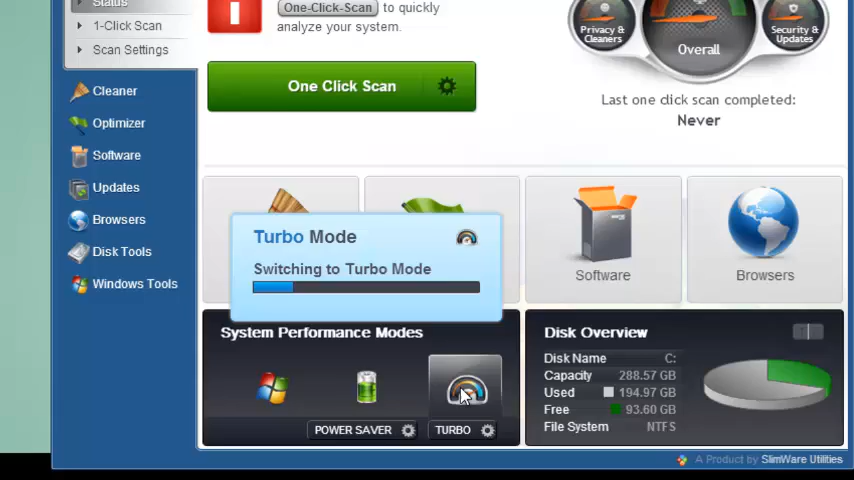 Status
1-Click Scan
Scan Settings
Cleaner
Optimizer
Software
Updates
Browsers
Disk Tools
Windows Tools
One-Click-Scan to quickly
analyze your system.
One Click Scan
Privacy &
Cleaners
Overall
Security &
Updates
Last one click scan completed:
Never
Turbo Mode
Switching to Turbo Mode
Software
Browsers
System Performance Modes
POWER SAVER
TURBO
Disk Overview
Disk Name C:
Capacity 288.57 GB
Used 194.97 GB
Free 93.60 GB
File System NTFS
A Product by SlimWare Utilities